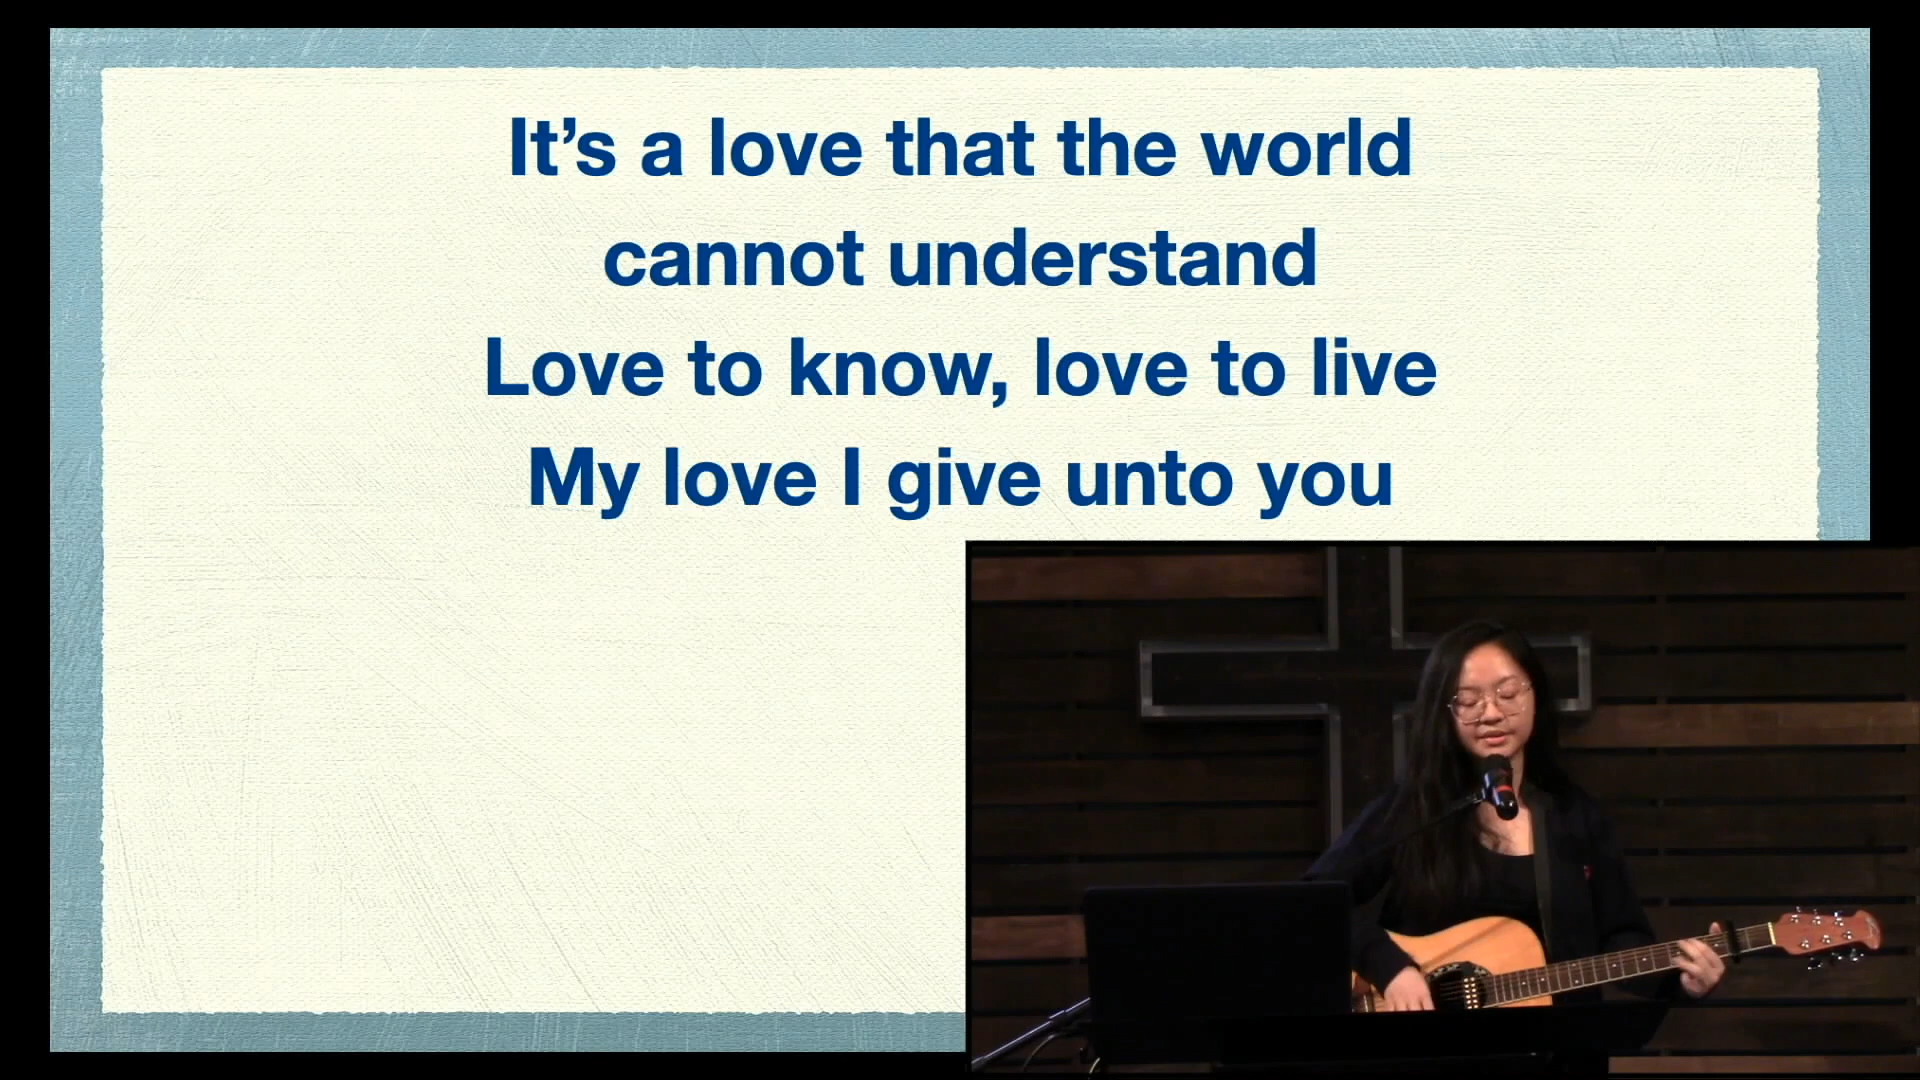 It’s a love that the world
cannot understand
Love to know, love to live
My love I give unto you